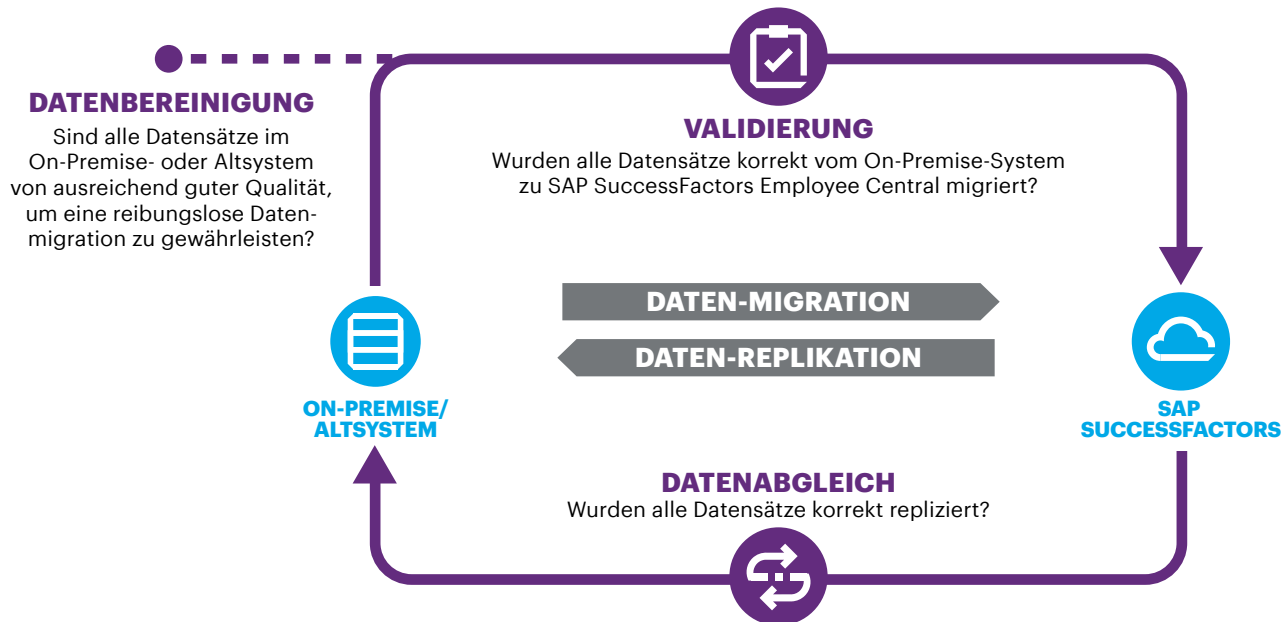 DATENBEREINIGUNG
Sind alle Datensätze im
On-Premise- oder Altsystem
von ausreichend guter Qualität,
um eine reibungslose Daten-
migration zu gewährleisten?
VALIDIERUNG
Wurden alle Datensätze korrekt vom On-Premise-System
zu SAP SuccessFactors Employee Central migriert?
DATEN-MIGRATION
DATEN-REPLIKATION
ON-PREMISE/
ALTSYSTEM
SAP
SUCCESSFACTORS
DATENABGLEICH
Wurden alle Datensätze korrekt repliziert?